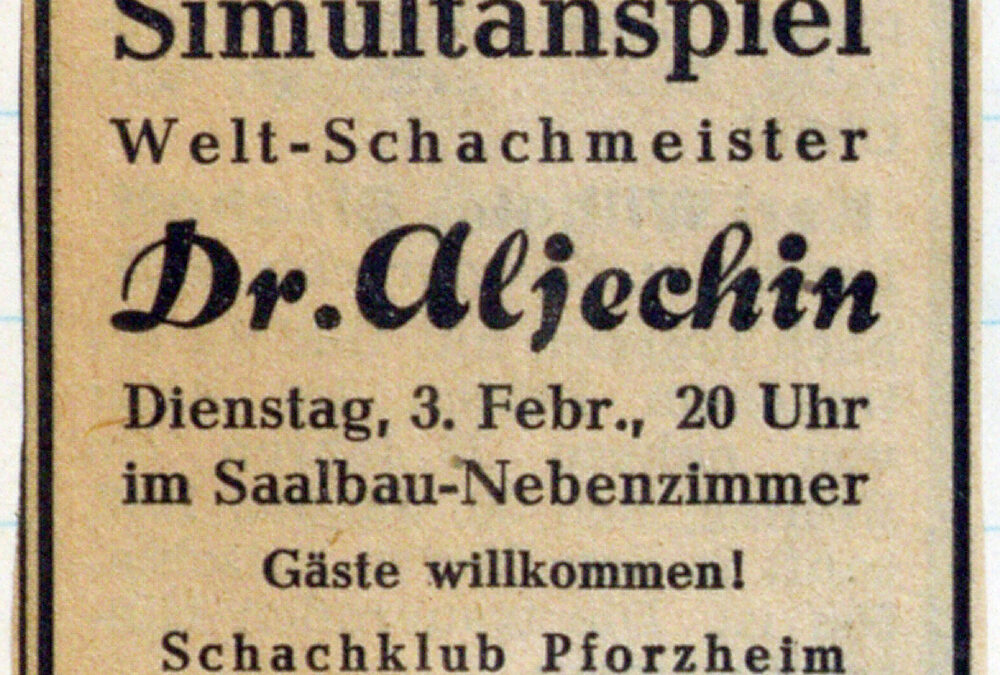 Simultanspiel
Welt-Schachmeister
Dr. Aljechin
Dienstag, 3. Febr., 20 Uhr
im Saalbau-Nebenzimmer
Gäste willkommen!
Schachklub Pforzheim